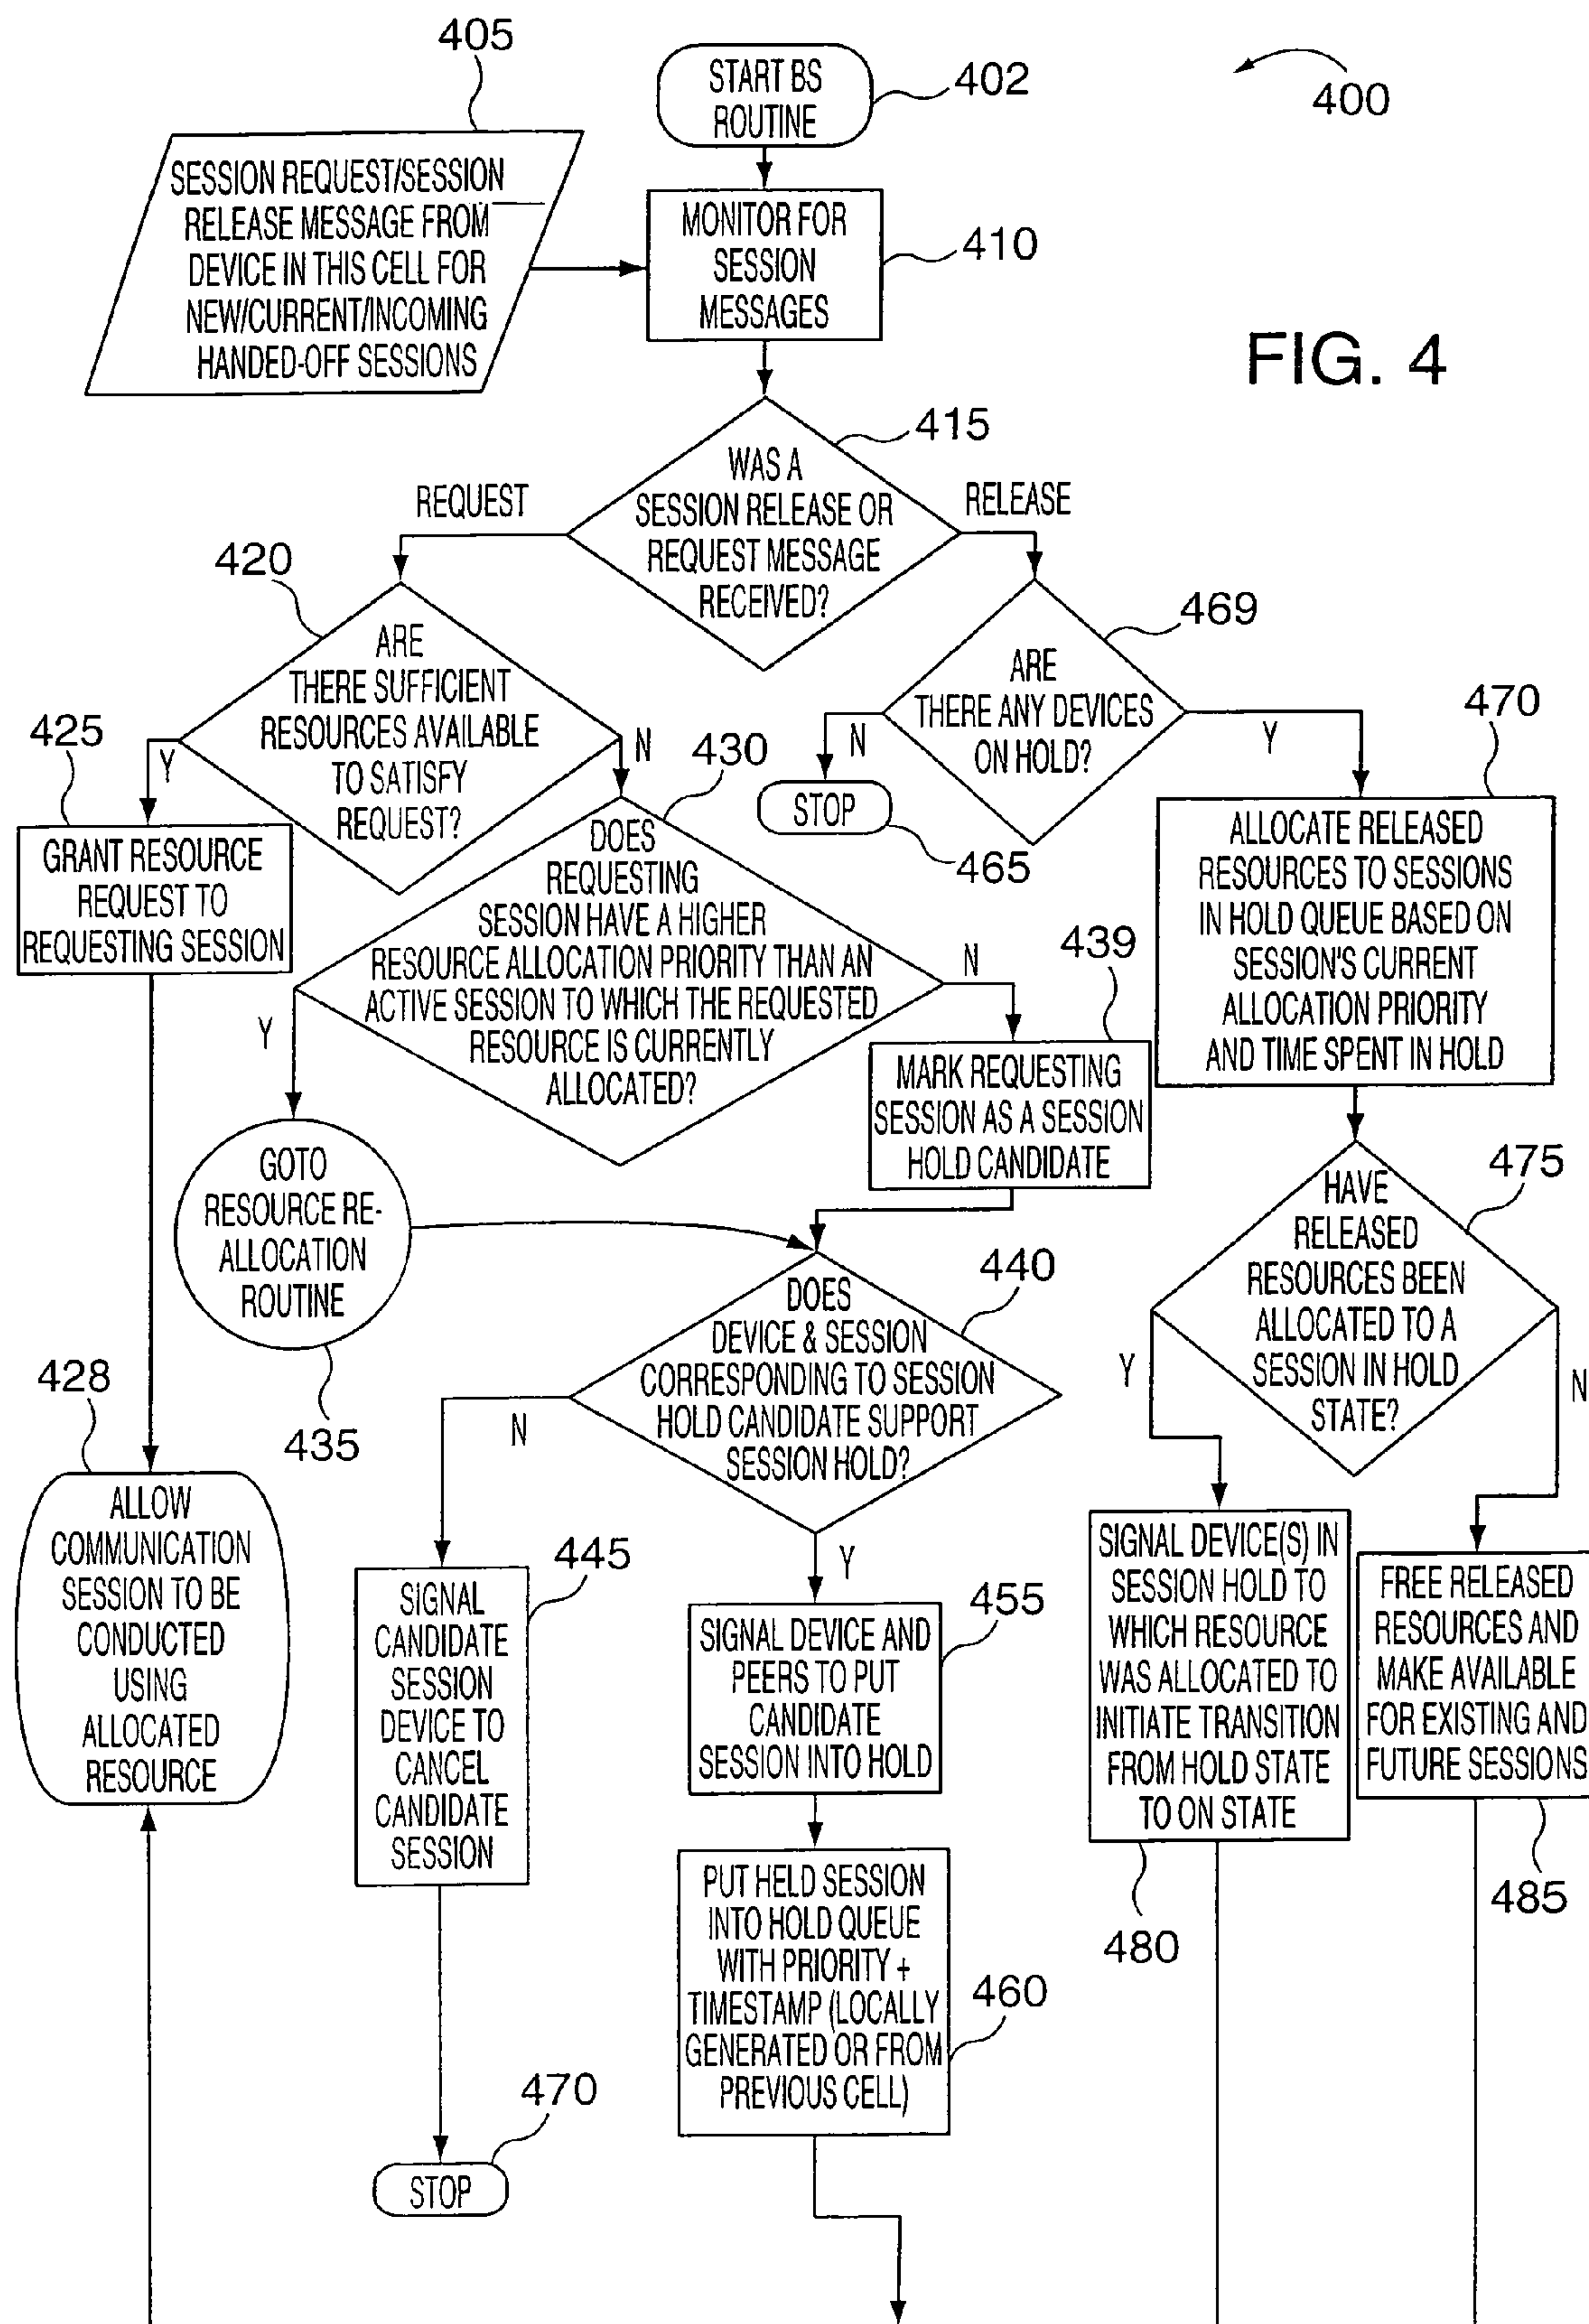 405
START BS
ROUTINE
402
400
SESSION REQUEST/SESSION
RELEASE MESSAGE FROM
DEVICE IN THIS CELL FOR
NEW/CURRENT/INCOMING
HANDED-OFF SESSIONS
MONITOR FOR
SESSION
MESSAGES
410
FIG. 4
415
WAS A
SESSION RELEASE OR
REQUEST MESSAGE
RECEIVED?
REQUEST
RELEASE
420
ARE
THERE SUFFICIENT
RESOURCES AVAILABLE
TO SATISFY
REQUEST?
Y
N
469
ARE
THERE ANY DEVICES
ON HOLD?
N
Y
STOP
465
425
GRANT RESOURCE
REQUEST TO
REQUESTING SESSION
430
DOES
REQUESTING
SESSION HAVE A HIGHER
RESOURCE ALLOCATION PRIORITY THAN AN
ACTIVE SESSION TO WHICH THE REQUESTED
RESOURCE IS CURRENTLY
ALLOCATED?
Y
N
470
ALLOCATE RELEASED
RESOURCES TO SESSIONS
IN HOLD QUEUE BASED ON
SESSION'S CURRENT
ALLOCATION PRIORITY
AND TIME SPENT IN HOLD
439
MARK REQUESTING
SESSION AS A SESSION
HOLD CANDIDATE
GOTO
RESOURCE RE-
ALLOCATION
ROUTINE
435
475
HAVE
RELEASED
RESOURCES BEEN
ALLOCATED TO A
SESSION IN HOLD
STATE?
Y
N
440
DOES
DEVICE & SESSION
CORRESPONDING TO SESSION
HOLD CANDIDATE SUPPORT
SESSION HOLD?
N
Y
428
ALLOW
COMMUNICATION
SESSION TO BE
CONDUCTED
USING
ALLOCATED
RESOURCE
445
SIGNAL
CANDIDATE
SESSION
DEVICE TO
CANCEL
CANDIDATE
SESSION
455
SIGNAL DEVICE AND
PEERS TO PUT
CANDIDATE
SESSION INTO HOLD
SIGNAL DEVICE(S) IN
SESSION HOLD TO
WHICH RESOURCE
WAS ALLOCATED TO
INITIATE TRANSITION
FROM HOLD STATE
TO ON STATE
480
FREE RELEASED
RESOURCES AND
MAKE AVAILABLE
FOR EXISTING AND
FUTURE SESSIONS
485
PUT HELD SESSION
INTO HOLD QUEUE
WITH PRIORITY +
TIMESTAMP (LOCALLY
GENERATED OR FROM
PREVIOUS CELL)
460
470
STOP